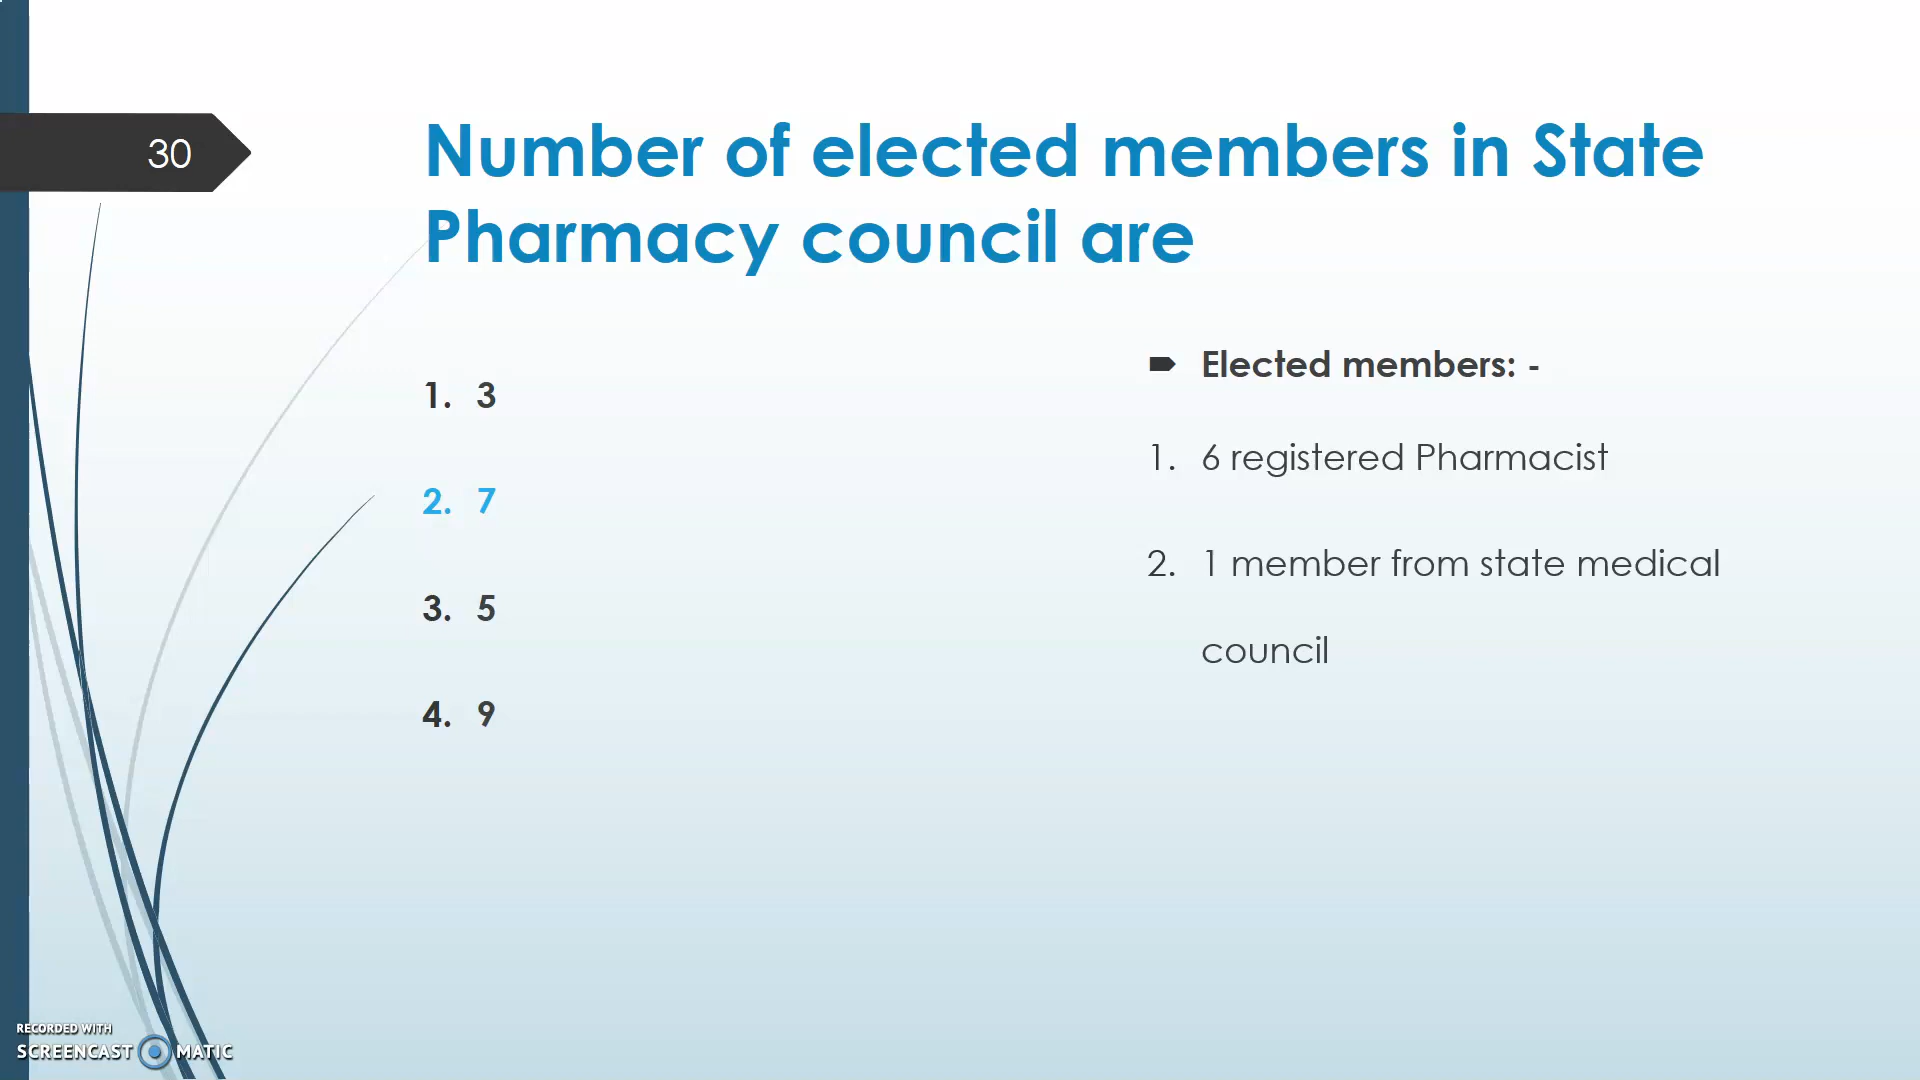 30
Number of elected members in State
Pharmacy council are
1. 3
2. 7
3. 5
4. 9
Elected members: -
1. 6 registered Pharmacist
2. 1 member from state medical
council
RECORDED WITH
SCREENCAST MATIC